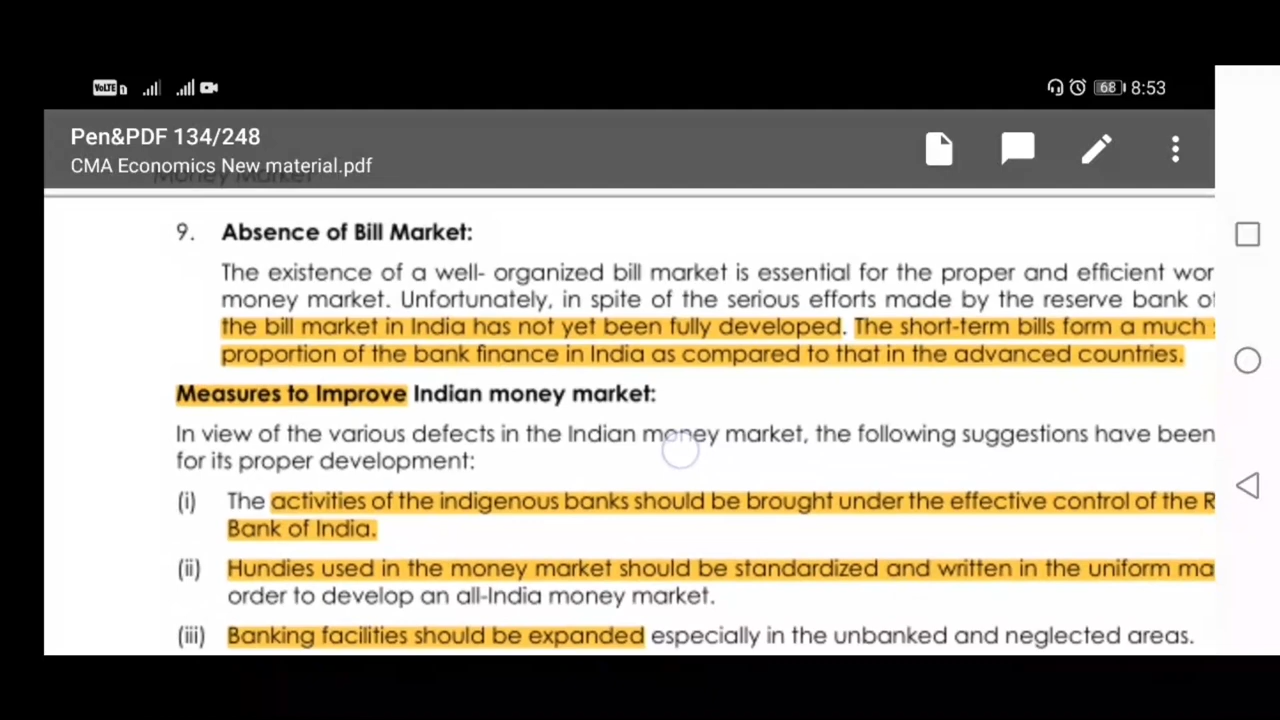 VoLTE 68 8:53
Pen&PDF 134/248
CMA Economics New material.pdf
Money Market
9. Absence of Bill Market:
The existence of a well- organized bill market is essential for the proper and efficient wor
money market. Unfortunately, in spite of the serious efforts made by the reserve bank of
the bill market in India has not yet been fully developed. The short-term bills form a much
proportion of the bank finance in India as compared to that in the advanced countries.
Measures to Improve Indian money market:
In view of the various defects in the Indian money market, the following suggestions have been
for its proper development:
(i) The activities of the indigenous banks should be brought under the effective control of the R
Bank of India.
(ii) Hundies used in the money market should be standardized and written in the uniform ma
order to develop an all-India money market.
(iii) Banking facilities should be expanded especially in the unbanked and neglected areas.